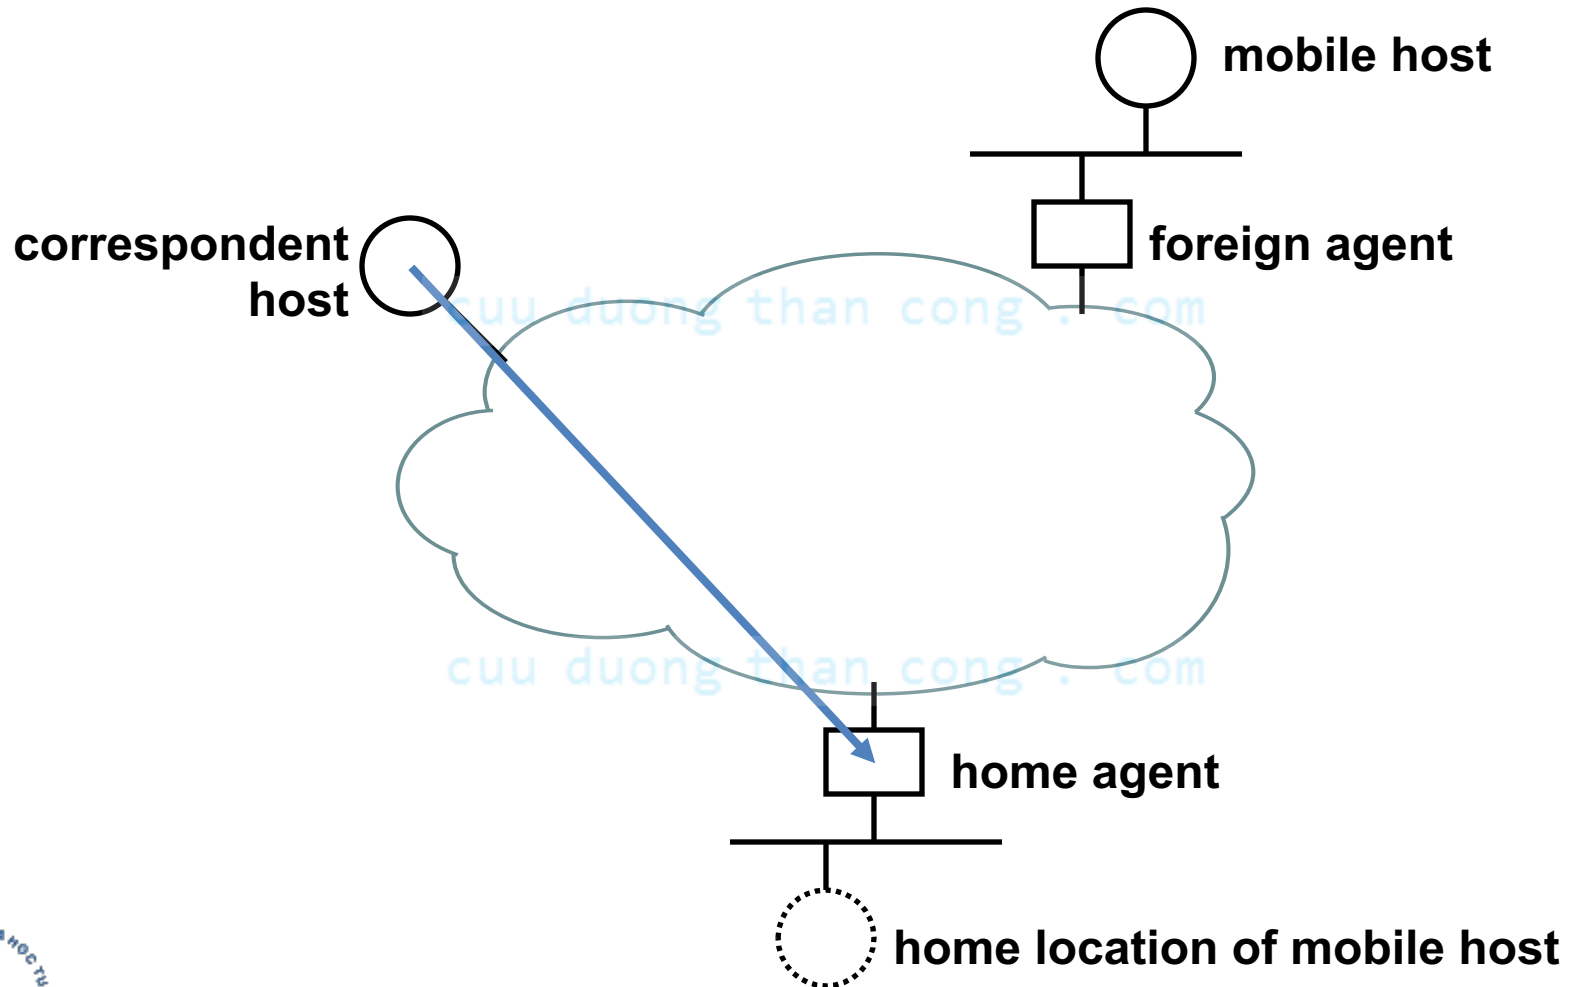 mobile host
correspondent
host
foreign agent
cuu duong than cong . com
cuu duong than cong . com
home agent
home location of mobile host